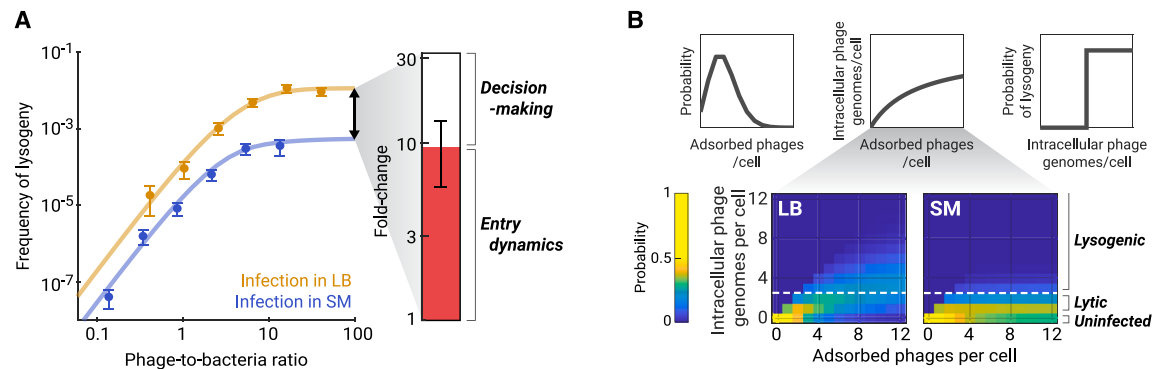 A
Frequency of lysogeny
10-1
10-3
10-5
10-7
0.1
1
10
100
Phage-to-bacteria ratio
Infection in LB
Infection in SM
Fold-change
30
10
3
1
Decision
-making
Entry
dynamics
B
Probability
Adsorbed phages
/cell
Intracellular phage
genomes/cell
Adsorbed phages
/cell
Probability
of lysogeny
Intracellular phage
genomes/cell
Probability
1
0.5
0
Intracellular phage
genomes per cell
12
8
4
0
LB
SM
0
4
8
12
0
4
8
12
Adsorbed phages per cell
Lysogenic
Lytic
Uninfected